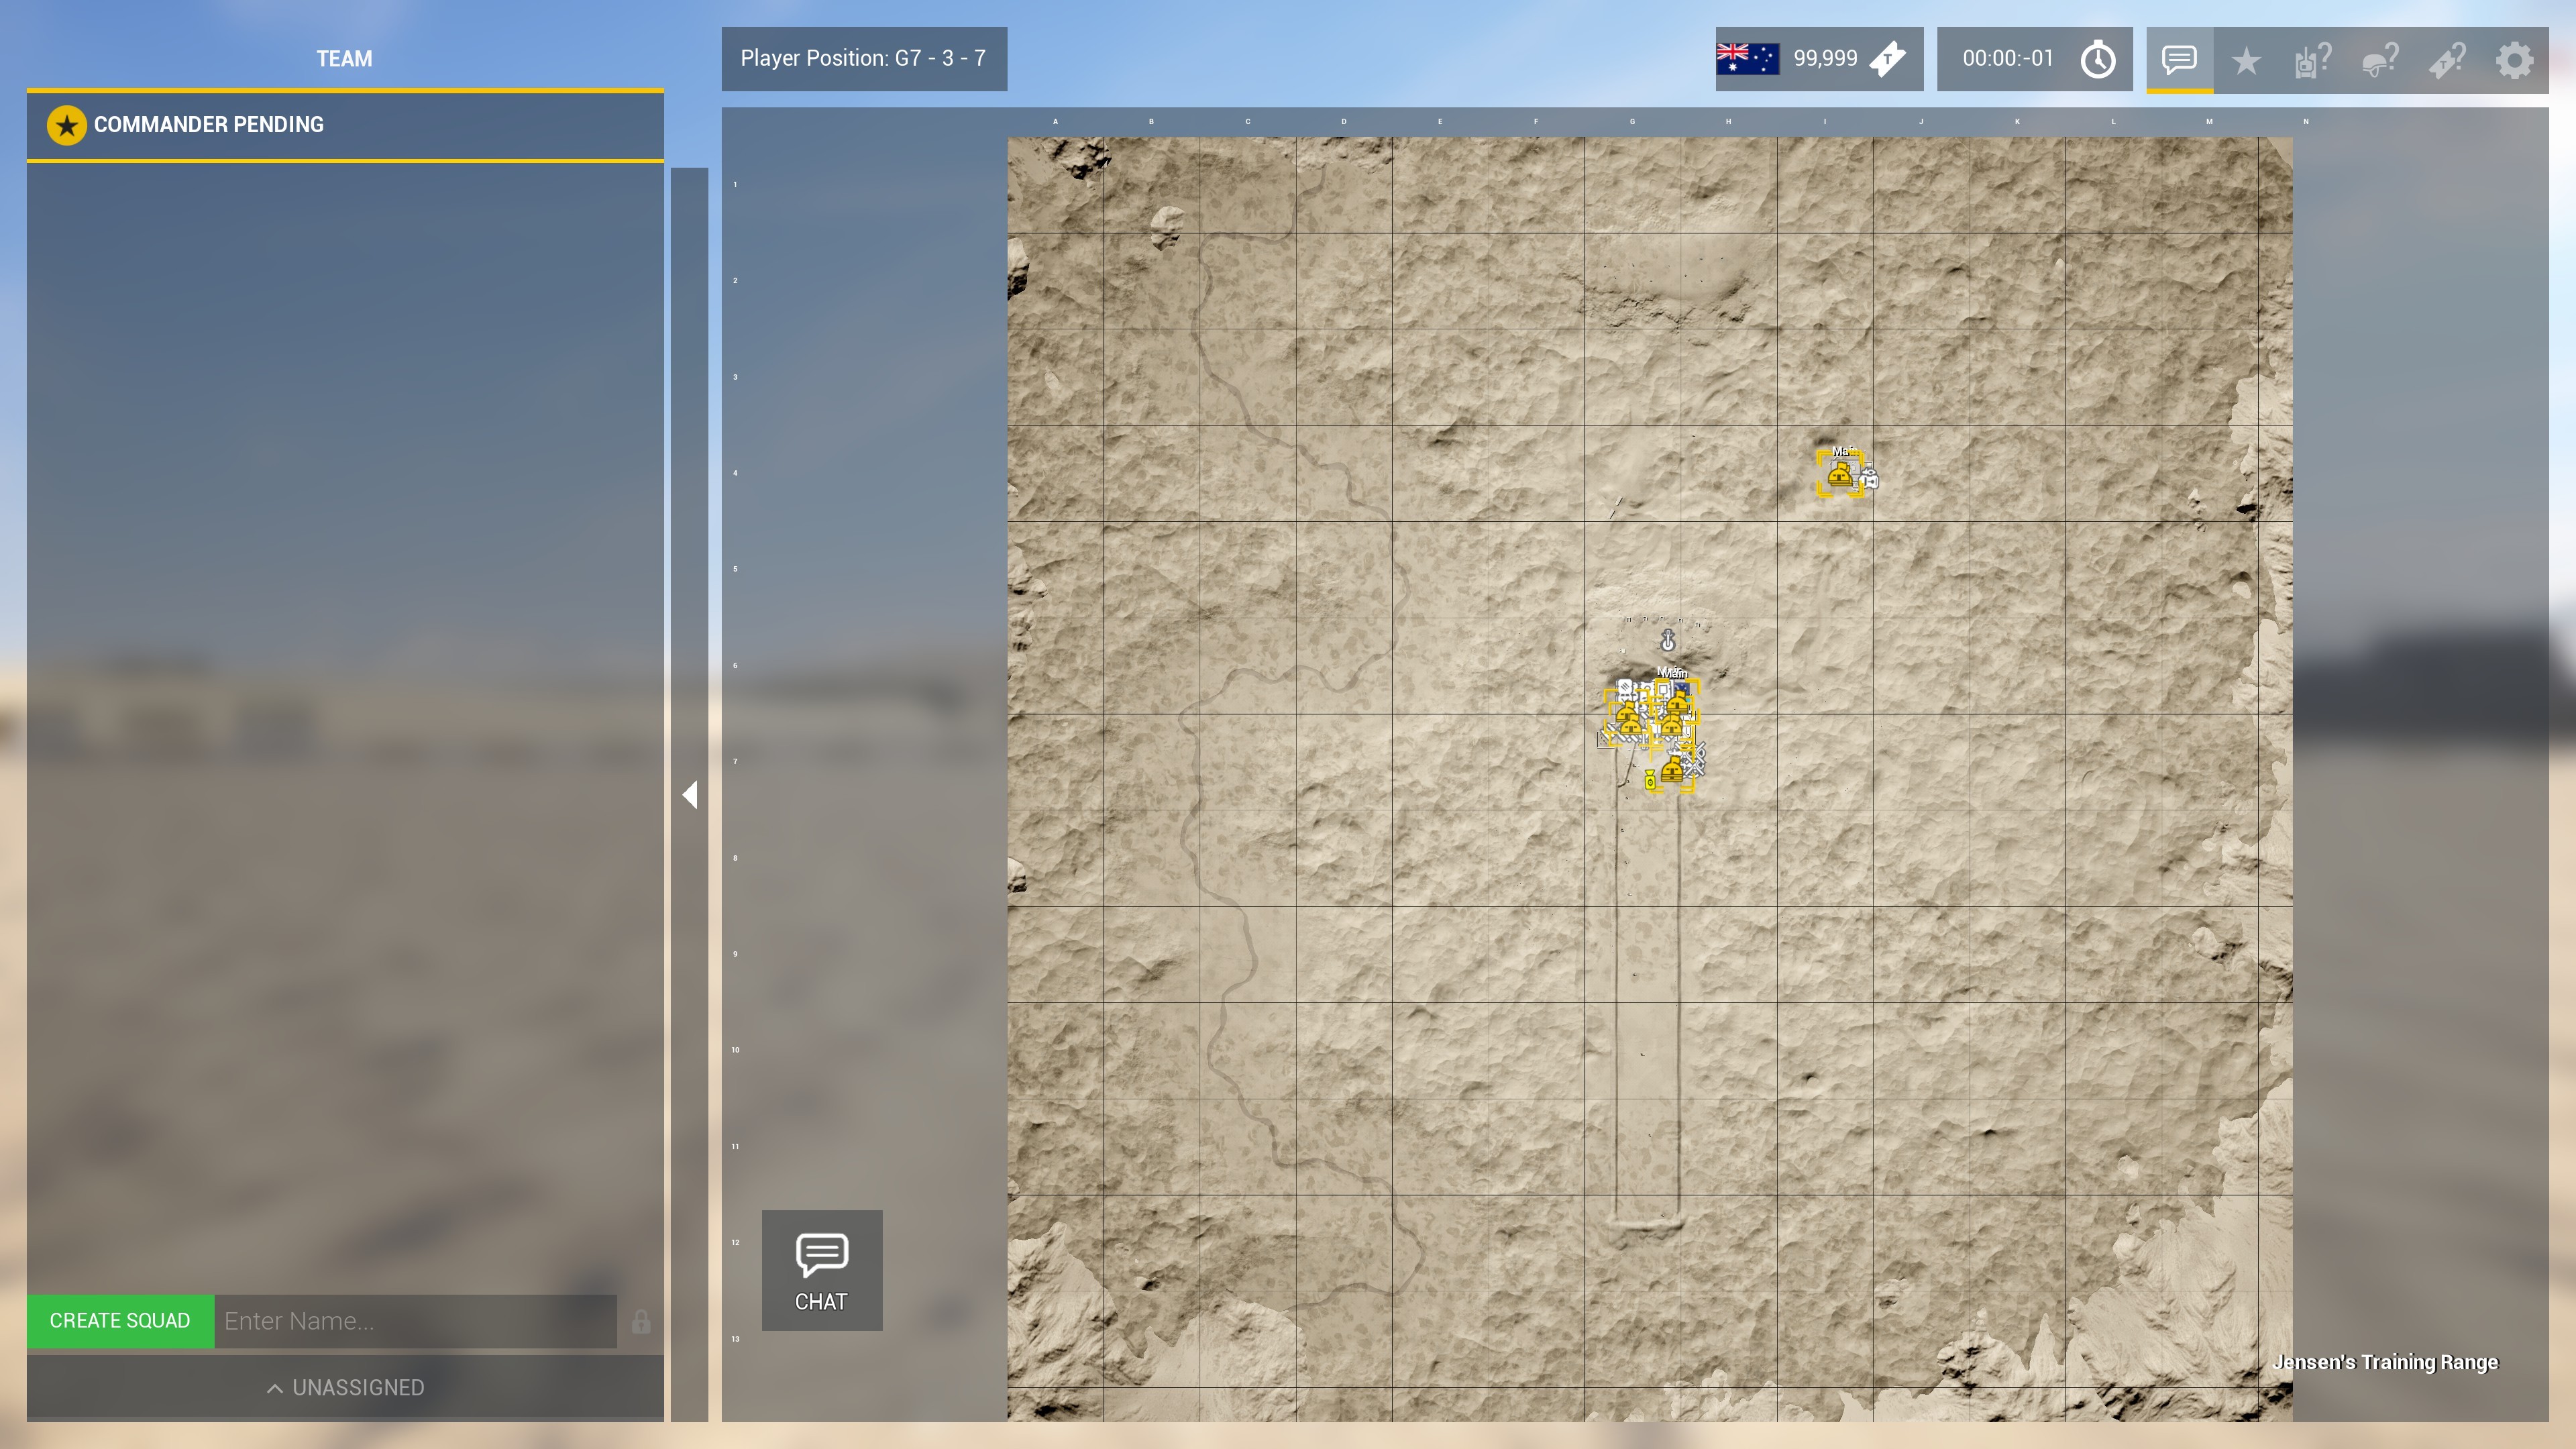 TEAM
Player Position: G7 - 3 - 7
99,999
00:00:-01
COMMANDER PENDING
A B C D E F G H I J K L M N
1
2
3
4
5
6
7
8
9
10
11
12
13
Main
CHAT
CREATE SQUAD Enter Name...
UNASSIGNED
Jensen's Training Range